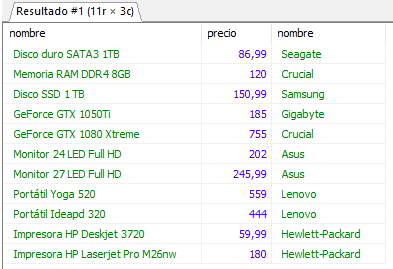 Resultado #1 (11r × 3c)
nombre precio nombre
Disco duro SATA3 1TB 86,99 Seagate
Memoria RAM DDR4 8GB 120 Crucial
Disco SSD 1 TB 150,99 Samsung
GeForce GTX 1050Ti 185 Gigabyte
GeForce GTX 1080 Xtreme 755 Crucial
Monitor 24 LED Full HD 202 Asus
Monitor 27 LED Full HD 245,99 Asus
Portátil Yoga 520 559 Lenovo
Portátil Ideapd 320 444 Lenovo
Impresora HP Deskjet 3720 59,99 Hewlett-Packard
Impresora HP Laserjet Pro M26nw 180 Hewlett-Packard